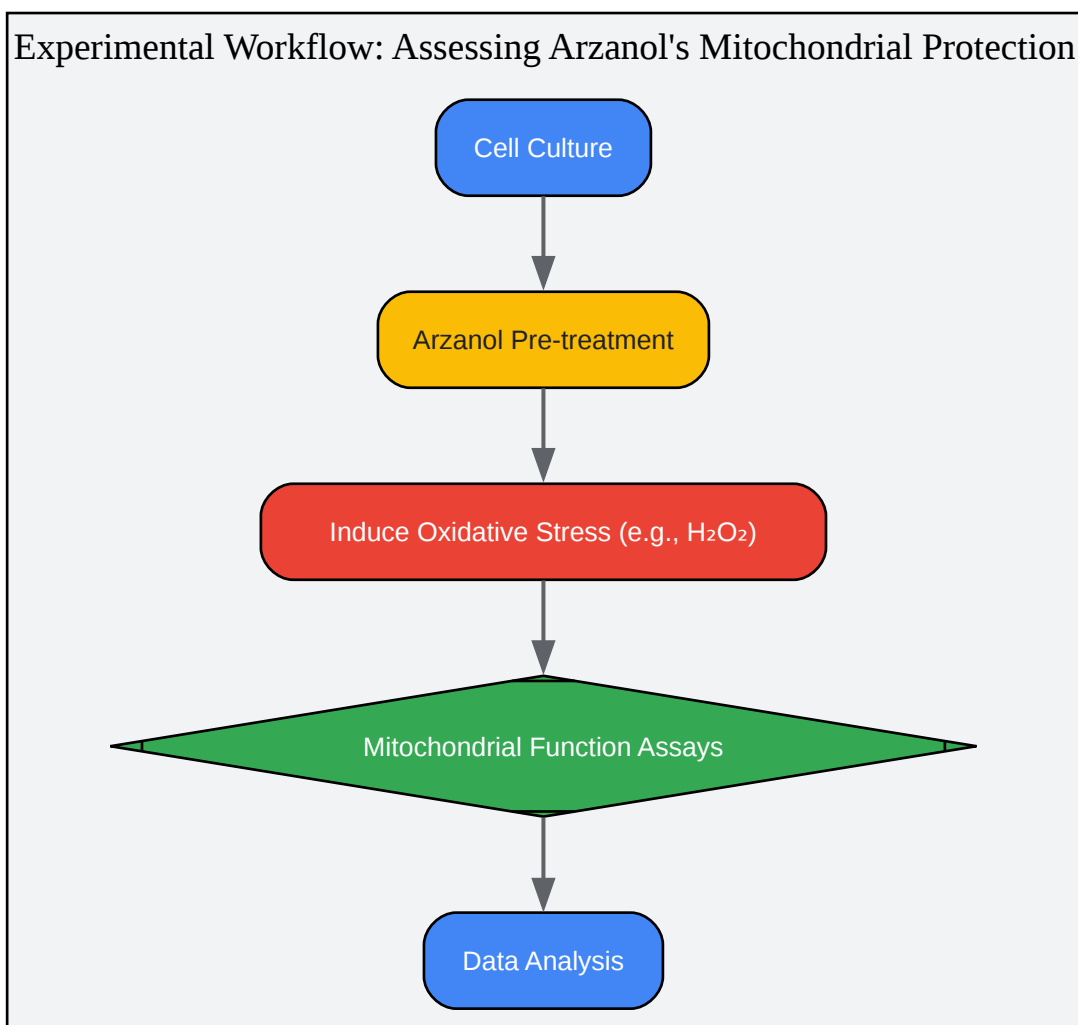 Experimental Workflow: Assessing Arzanol's Mitochondrial Protection
Cell Culture
Arzanol Pre-treatment
Induce Oxidative Stress (e.g., H₂O₂)
Mitochondrial Function Assays
Data Analysis